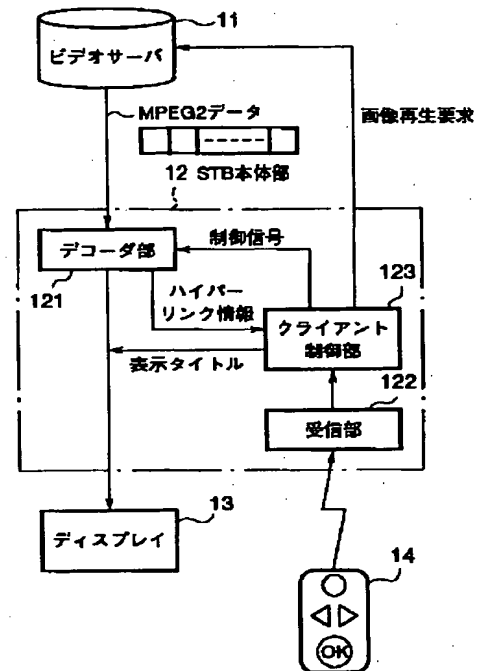 11
ビデオサーバ
MPEG2データ
画像再生要求
12 STB本体部
デコーダ部
制御信号
121
123
ハイパー
リンク情報
クライアント
制御部
表示タイトル
122
受信部
13
ディスプレイ
14
OK